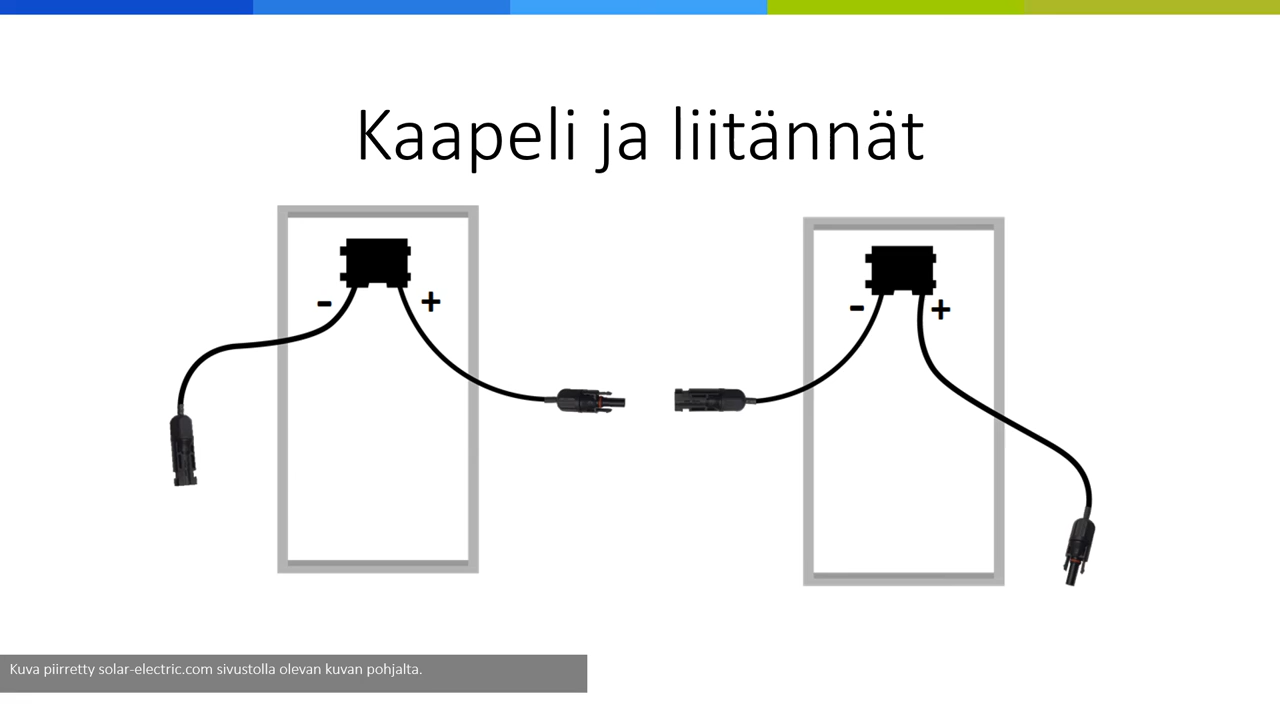 Kaapeli ja liitännät
- +
- +
Kuva piirretty solar-electric.com sivustolla olevan kuvan pohjalta.